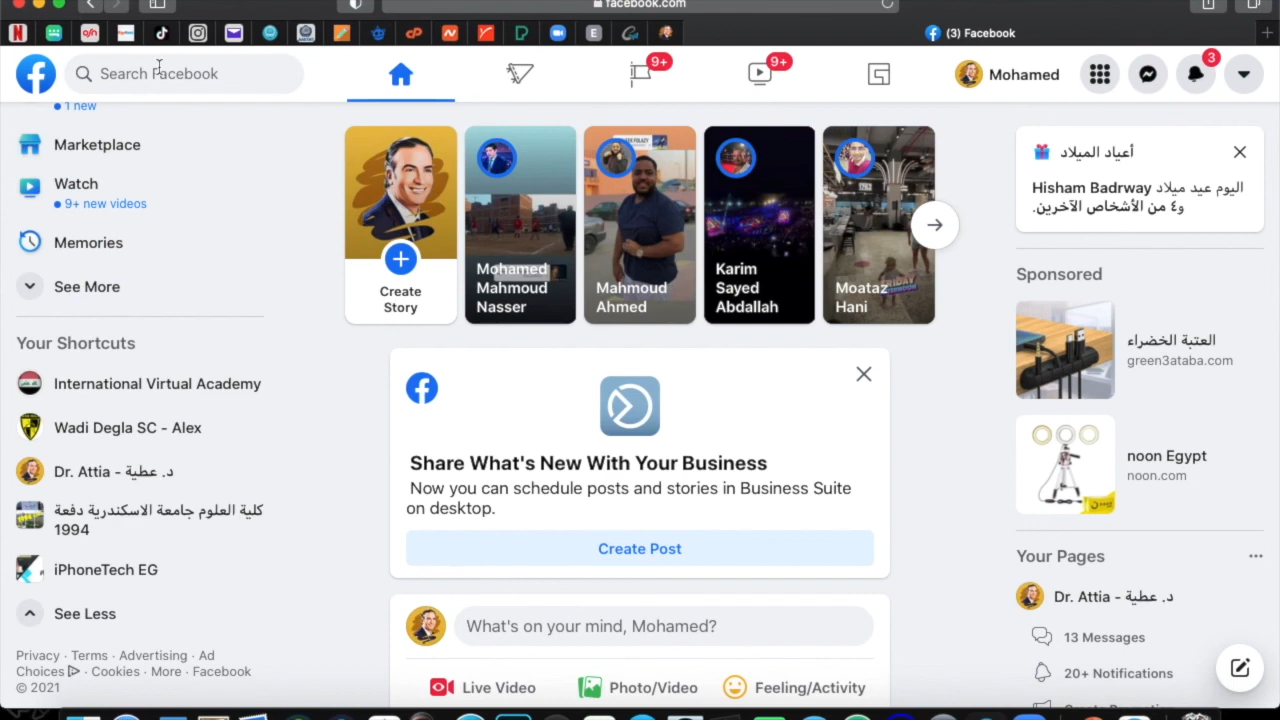 facebook.com
(3) Facebook
Search Facebook
9+
9+
Mohamed
3
1 new
Marketplace
Watch
9+ new videos
Memories
See More
Your Shortcuts
International Virtual Academy
Wadi Degla SC - Alex
Dr. Attia - د. عطية
كلية العلوم جامعة الاسكندرية دفعة
1994
iPhoneTech EG
See Less
Privacy · Terms · Advertising · Ad
Choices · Cookies · More · Facebook
© 2021
Create
Story
Mohamed
Mahmoud
Nasser
Mahmoud
Ahmed
Karim
Sayed
Abdallah
Moataz
Hani
Share What's New With Your Business
Now you can schedule posts and stories in Business Suite
on desktop.
Create Post
What's on your mind, Mohamed?
Live Video
Photo/Video
Feeling/Activity
أعياد الميلاد
اليوم عيد ميلاد Hisham Badrway
و٤ من الأشخاص الآخرين.
Sponsored
العتبة الخضراء
green3ataba.com
noon Egypt
noon.com
Your Pages
Dr. Attia - د. عطية
13 Messages
20+ Notifications